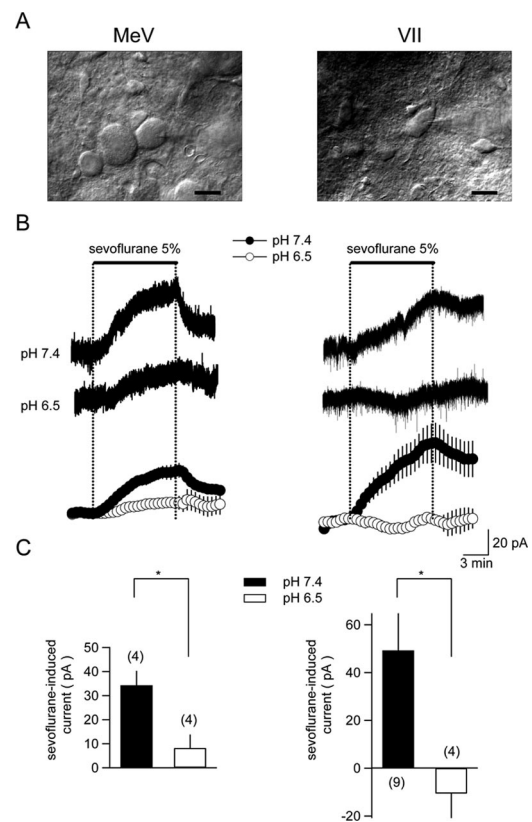 A
MeV
VII
B
sevoflurane 5%
pH 7.4
pH 6.5
sevoflurane 5%
pH 7.4
pH 6.5
20 pA
3 min
C
*
pH 7.4
pH 6.5
*
sevoflurane-induced
current ( pA)
50
40
30
20
10
0
(4)
(4)
sevoflurane-induced
current ( pA)
60
40
20
0
-20
(9)
(4)